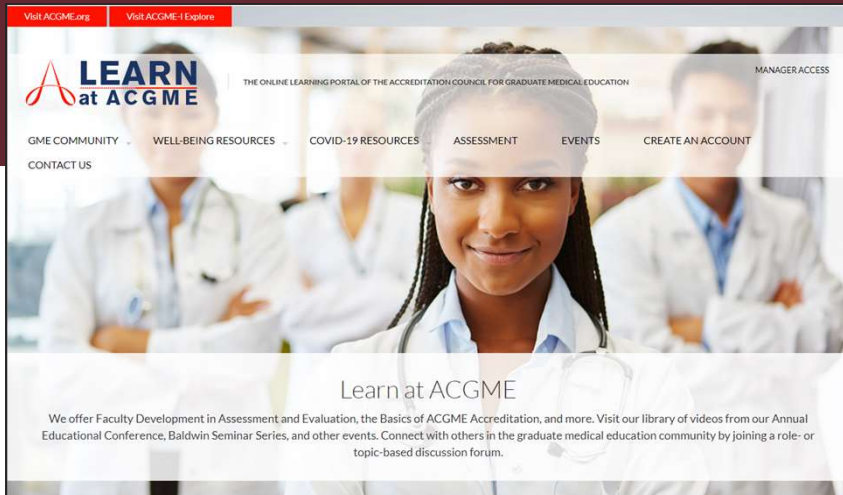 Visit ACGME.org Visit ACGME-I Explore
LEARN
at ACGME
THE ONLINE LEARNING PORTAL OF THE ACCREDITATION COUNCIL FOR GRADUATE MEDICAL EDUCATION
MANAGER ACCESS
GME COMMUNITY WELL-BEING RESOURCES COVID-19 RESOURCES ASSESSMENT EVENTS CREATE AN ACCOUNT
CONTACT US
Learn at ACGME
We offer Faculty Development in Assessment and Evaluation, the Basics of ACGME Accreditation, and more. Visit our library of videos from our Annual
Educational Conference, Baldwin Seminar Series, and other events. Connect with others in the graduate medical education community by joining a role- or
topic-based discussion forum.